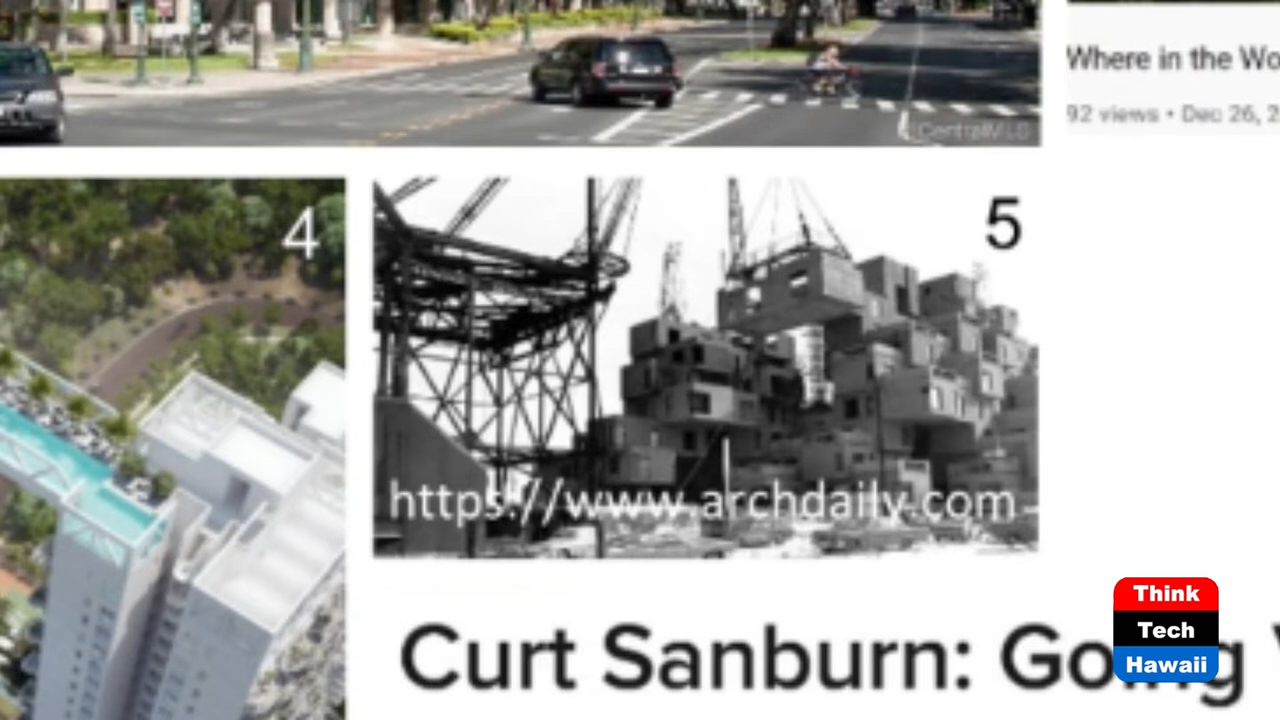 Where in the Wo
92 views • Dec 26, 2
4
5
https://www.archdaily.com
Curt Sanburn: Going
Think
Tech
Hawaii